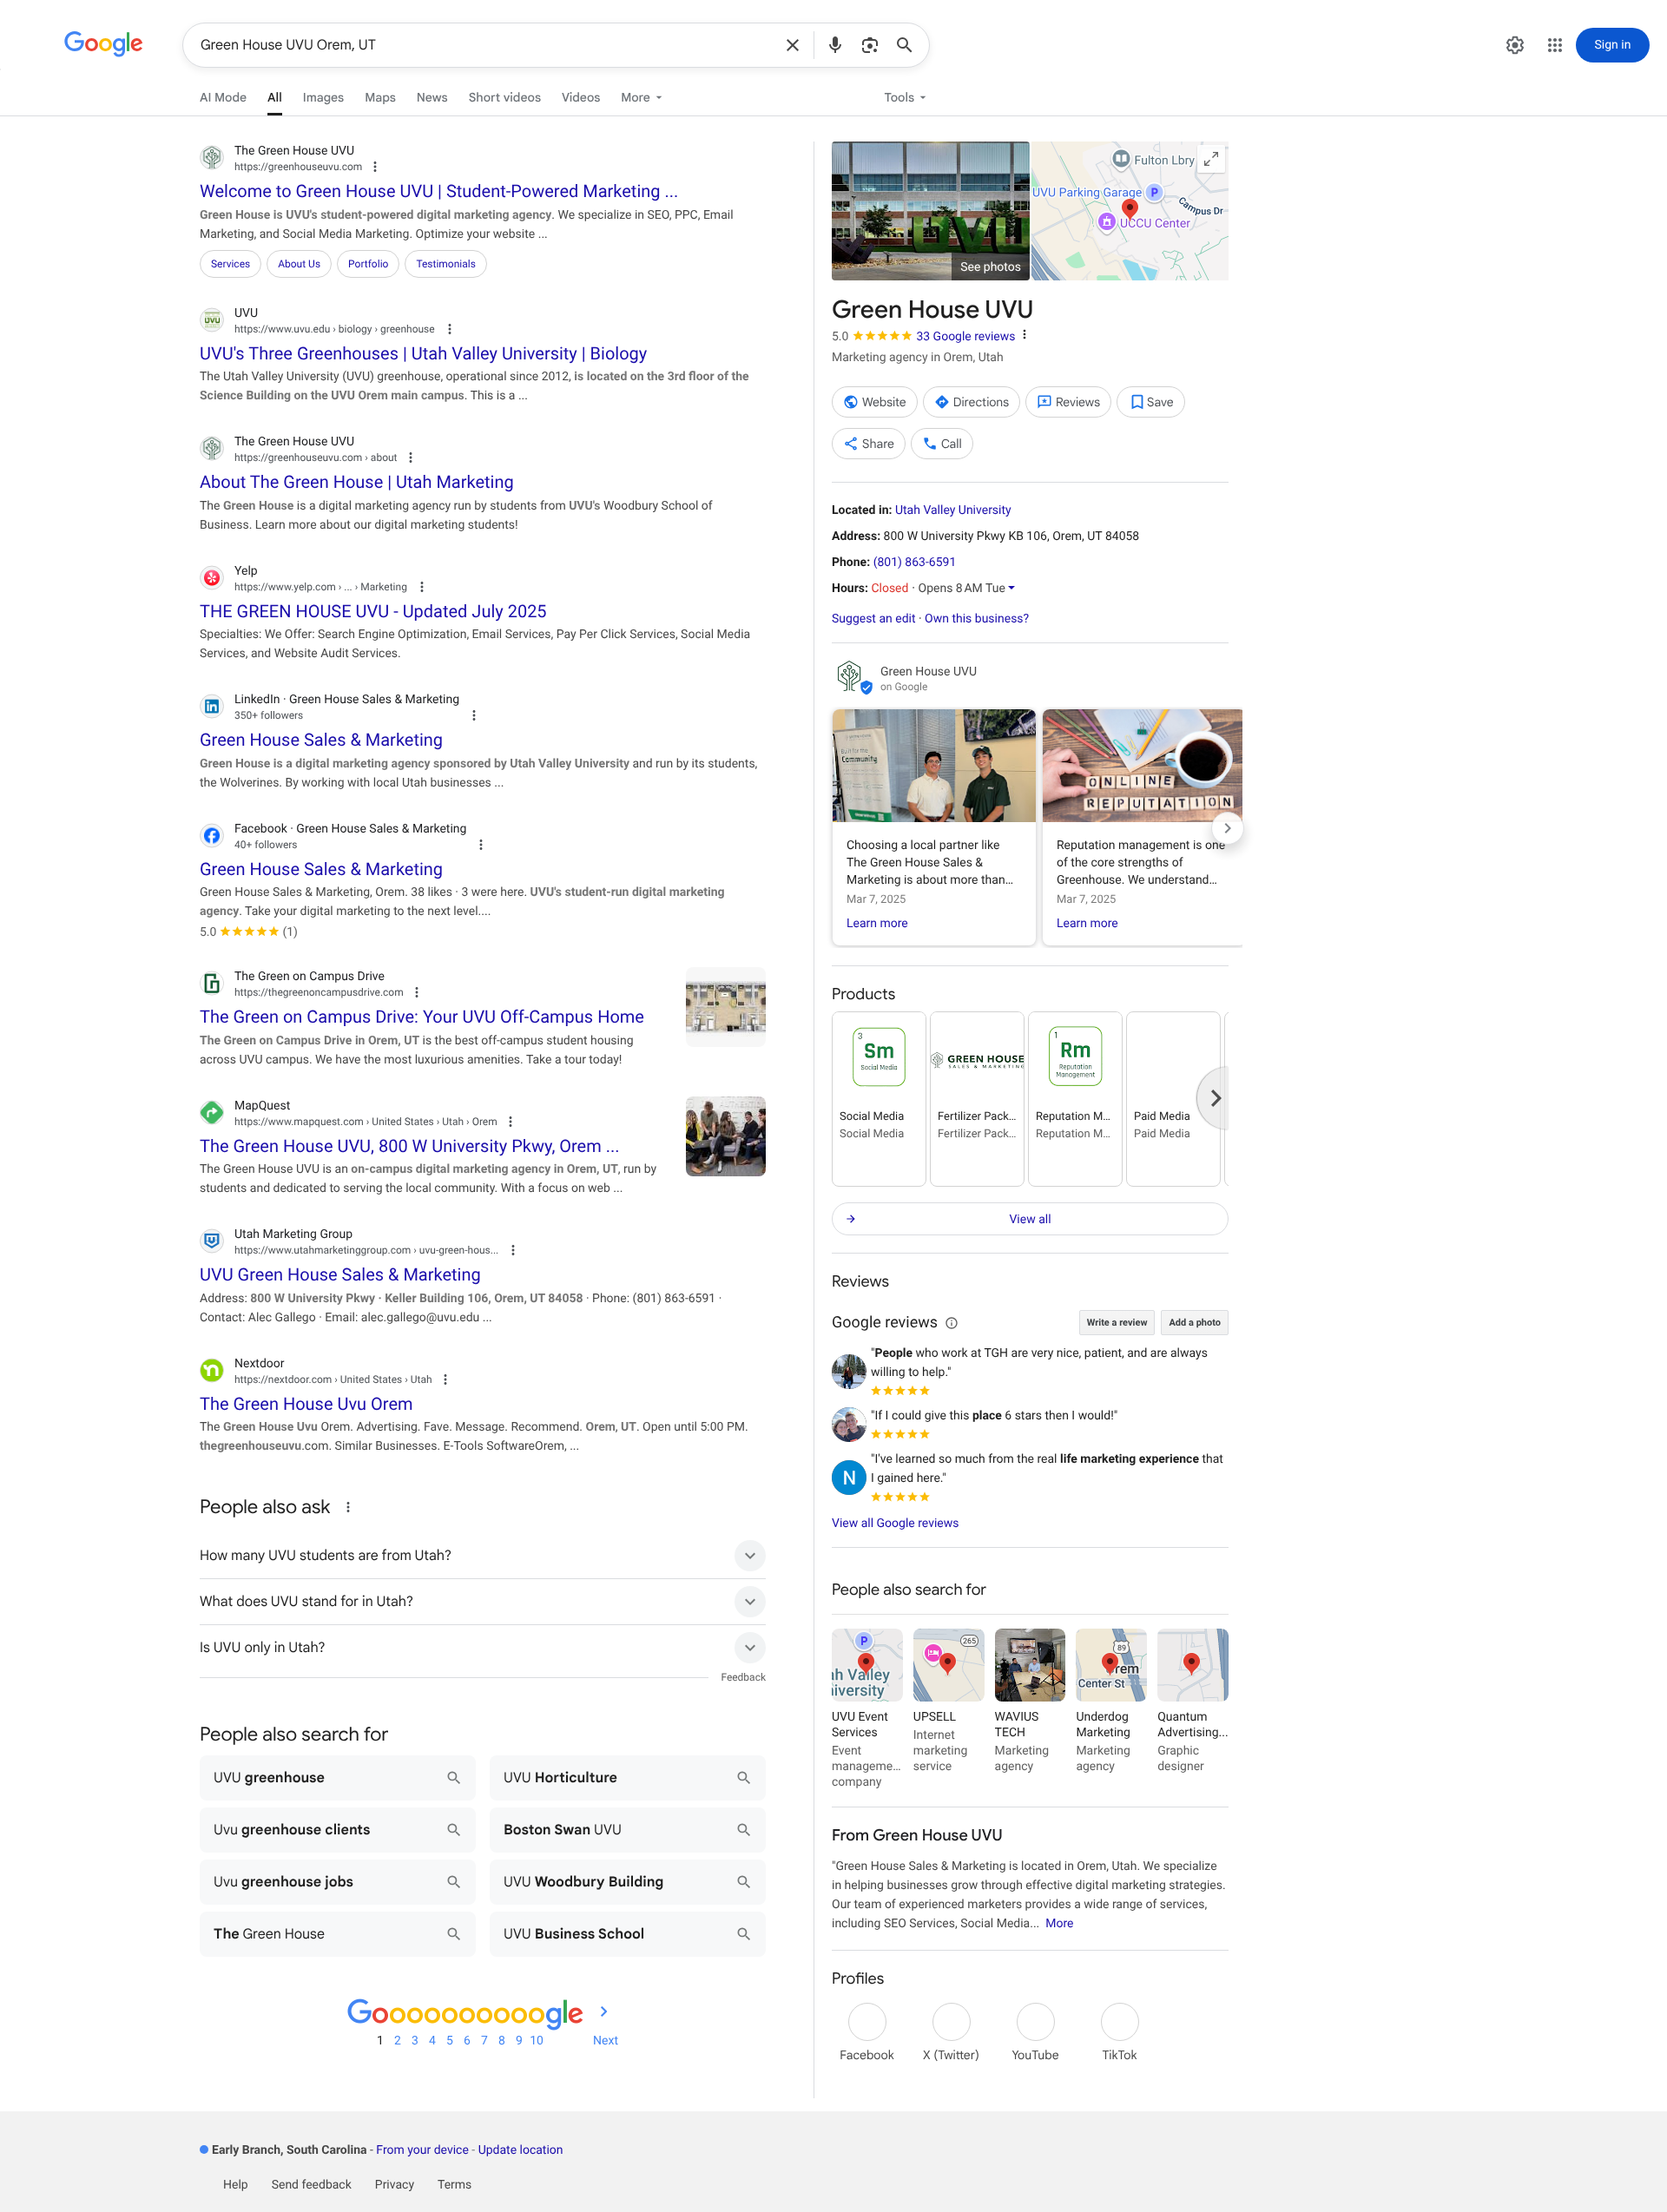 Google
Green House UVU Orem, UT
Sign in
AI Mode
All
Images
Maps
News
Short videos
Videos
More
Tools
The Green House UVU
https://greenhouseuvu.com
Welcome to Green House UVU | Student-Powered Marketing ...
Green House is UVU's student-powered digital marketing agency. We specialize in SEO, PPC, Email
Marketing, and Social Media Marketing. Optimize your website ...
Services
About Us
Portfolio
Testimonials
UVU
https://www.uvu.edu › biology › greenhouse
UVU's Three Greenhouses | Utah Valley University | Biology
The Utah Valley University (UVU) greenhouse, operational since 2012, is located on the 3rd floor of the
Science Building on the UVU Orem main campus. This is a ...
The Green House UVU
https://greenhouseuvu.com › about
About The Green House | Utah Marketing
The Green House is a digital marketing agency run by students from UVU's Woodbury School of
Business. Learn more about our digital marketing students!
Yelp
https://www.yelp.com › ... › Marketing
THE GREEN HOUSE UVU - Updated July 2025
Specialties: We Offer: Search Engine Optimization, Email Services, Pay Per Click Services, Social Media
Services, and Website Audit Services.
LinkedIn · Green House Sales & Marketing
350+ followers
Green House Sales & Marketing
Green House is a digital marketing agency sponsored by Utah Valley University and run by its students,
the Wolverines. By working with local Utah businesses ...
Facebook · Green House Sales & Marketing
40+ followers
Green House Sales & Marketing
Green House Sales & Marketing, Orem. 38 likes · 3 were here. UVU's student-run digital marketing
agency. Take your digital marketing to the next level....
5.0 ★★★★★ (1)
The Green on Campus Drive
https://thegreenoncampusdrive.com
The Green on Campus Drive: Your UVU Off-Campus Home
The Green on Campus Drive in Orem, UT is the best off-campus student housing
across UVU campus. We have the most luxurious amenities. Take a tour today!
MapQuest
https://www.mapquest.com › United States › Utah › Orem
The Green House UVU, 800 W University Pkwy, Orem ...
The Green House UVU is an on-campus digital marketing agency in Orem, UT, run by
students and dedicated to serving the local community. With a focus on web ...
Utah Marketing Group
https://www.utahmarketinggroup.com › uvu-green-hous...
UVU Green House Sales & Marketing
Address: 800 W University Pkwy · Keller Building 106, Orem, UT 84058 · Phone: (801) 863-6591 ·
Contact: Alec Gallego · Email: alec.gallego@uvu.edu ...
Nextdoor
https://nextdoor.com › United States › Utah
The Green House Uvu Orem
The Green House Uvu Orem. Advertising. Fave. Message. Recommend. Orem, UT. Open until 5:00 PM.
thegreenhouseuvu.com. Similar Businesses. E-Tools SoftwareOrem, ...
People also ask
How many UVU students are from Utah?
What does UVU stand for in Utah?
Is UVU only in Utah?
Feedback
People also search for
UVU greenhouse
UVU Horticulture
Uvu greenhouse clients
Boston Swan UVU
Uvu greenhouse jobs
UVU Woodbury Building
The Green House
UVU Business School
Goooooooooogle
1 2 3 4 5 6 7 8 9 10
Next
UVU
See photos
Fulton Lbry
UVU Parking Garage
P
Campus Dr
UCCU Center
Green House UVU
5.0 ★★★★★ 33 Google reviews
Marketing agency in Orem, Utah
Website
Directions
Reviews
Save
Share
Call
Located in: Utah Valley University
Address: 800 W University Pkwy KB 106, Orem, UT 84058
Phone: (801) 863-6591
Hours: Closed · Opens 8 AM Tue
Suggest an edit · Own this business?
Green House UVU
on Google
Community
ONLINE
REPUTATION
Choosing a local partner like
The Green House Sales &
Marketing is about more than...
Mar 7, 2025
Learn more
Reputation management is one
of the core strengths of
Greenhouse. We understand...
Mar 7, 2025
Learn more
Products
3
Sm
Social Media
Social Media
Social Media
GREEN HOUSE
SALES & MARKETING
Fertilizer Pack...
Fertilizer Pack...
1
Rm
Reputation
Management
Reputation M...
Reputation M...
Paid Media
Paid Media
View all
Reviews
Google reviews
Write a review
Add a photo
"People who work at TGH are very nice, patient, and are always
willing to help."
★★★★★
"If I could give this place 6 stars then I would!"
★★★★★
N
"I've learned so much from the real life marketing experience that
I gained here."
★★★★★
View all Google reviews
People also search for
P
h Valley
iversity
UVU Event
Services
Event
manageme...
company
265
UPSELL
Internet
marketing
service
WAVIUS
TECH
Marketing
agency
89
rem
Center St
Underdog
Marketing
Marketing
agency
Quantum
Advertising...
Graphic
designer
From Green House UVU
"Green House Sales & Marketing is located in Orem, Utah. We specialize
in helping businesses grow through effective digital marketing strategies.
Our team of experienced marketers provides a wide range of services,
including SEO Services, Social Media... More
Profiles
Facebook
X (Twitter)
YouTube
TikTok
Early Branch, South Carolina - From your device - Update location
Help
Send feedback
Privacy
Terms